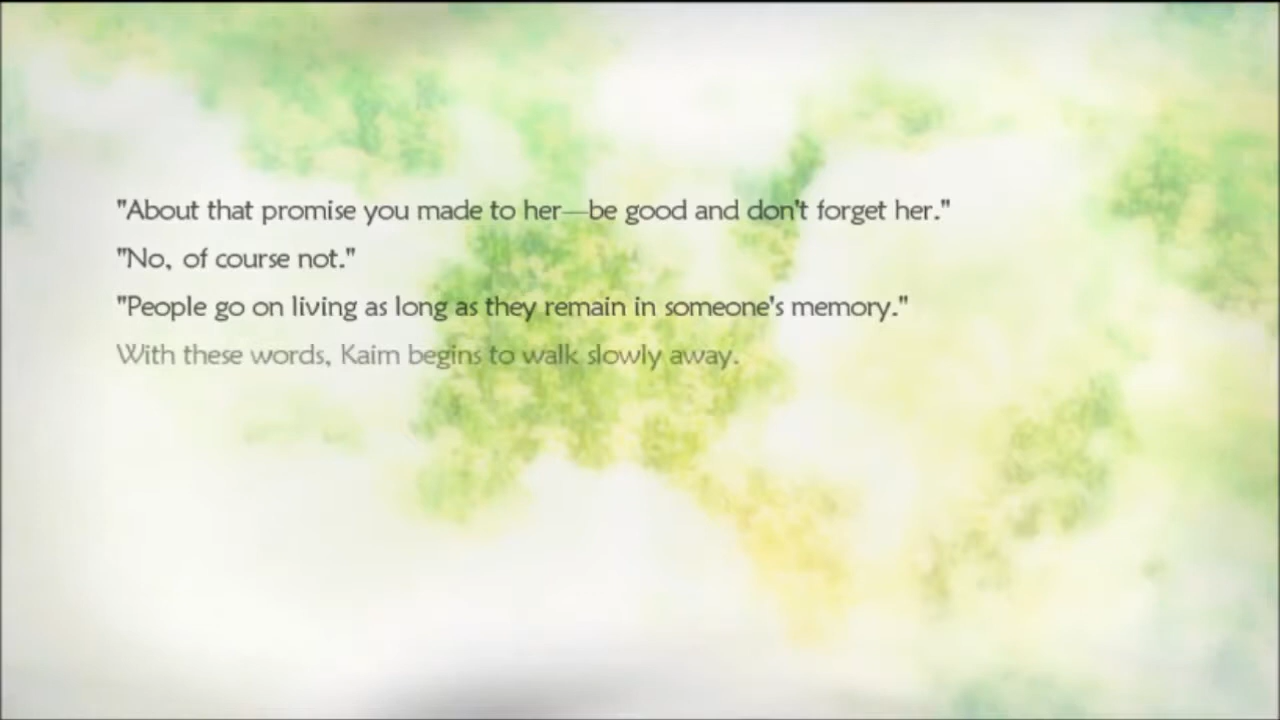 "About that promise you made to her—be good and don't forget her."
"No, of course not."
"People go on living as long as they remain in someone's memory."
With these words, Kaim begins to walk slowly away.